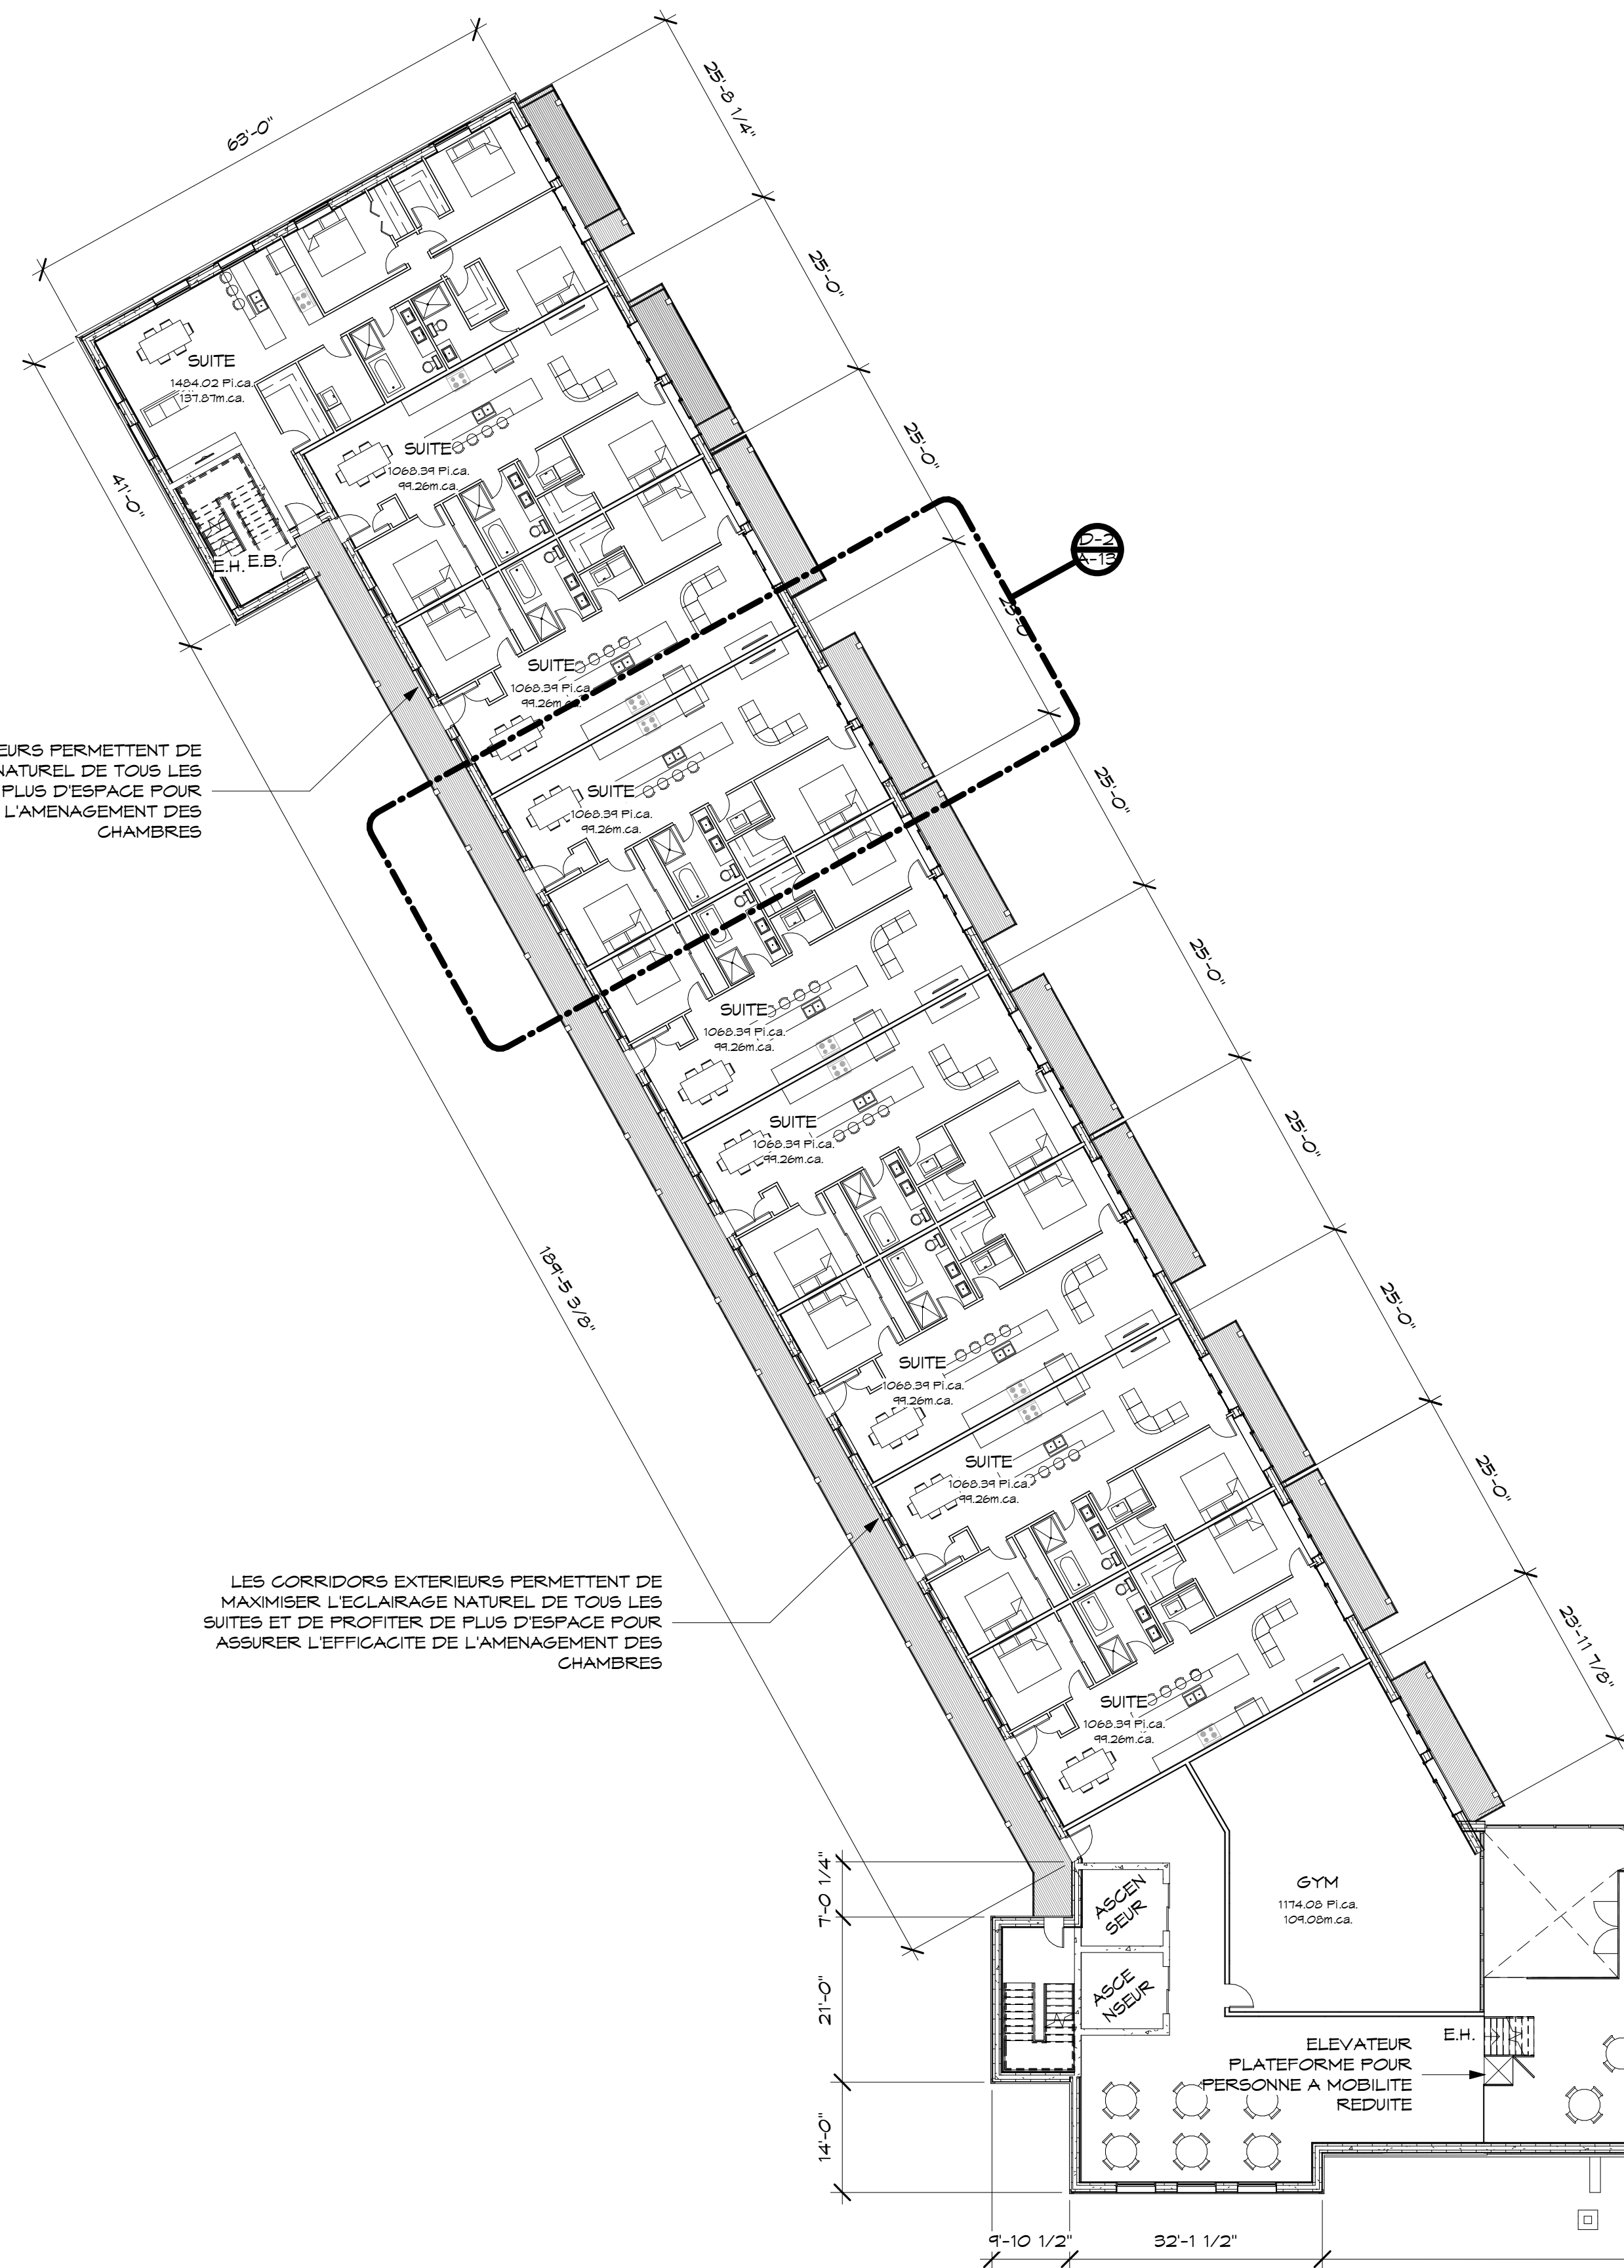 63'-0"
25'-8 1/4"
25'-0"
25'-0"
D-2
A-13
25'-0"
25'-0"
25'-0"
25'-0"
25'-0"
25'-0"
23'-11 7/8"
41'-0"
189'-5 3/8"
SUITE
1484.02 Pi.ca.
137.87m.ca.
E.H.
E.B.
SUITE
1068.39 Pi.ca.
99.26m.ca.
SUITE
1068.39 Pi.ca.
99.26m.ca.
EURS PERMETTENT DE
NATUREL DE TOUS LES
PLUS D'ESPACE POUR
L'AMENAGEMENT DES
CHAMBRES
SUITE
1068.39 Pi.ca.
99.26m.ca.
SUITE
1068.39 Pi.ca.
99.26m.ca.
SUITE
1068.39 Pi.ca.
99.26m.ca.
SUITE
1068.39 Pi.ca.
99.26m.ca.
SUITE
1068.39 Pi.ca.
99.26m.ca.
LES CORRIDORS EXTERIEURS PERMETTENT DE
MAXIMISER L'ECLAIRAGE NATUREL DE TOUS LES
SUITES ET DE PROFITER DE PLUS D'ESPACE POUR
ASSURER L'EFFICACITE DE L'AMENAGEMENT DES
CHAMBRES
SUITE
1068.39 Pi.ca.
99.26m.ca.
GYM
1174.08 Pi.ca.
109.08m.ca.
ASCEN
SEUR
ASCE
NSEUR
7'-0 1/4"
21'-0"
14'-0"
E.H.
ELEVATEUR
PLATEFORME POUR
PERSONNE A MOBILITE
REDUITE
9'-10 1/2"
32'-1 1/2"